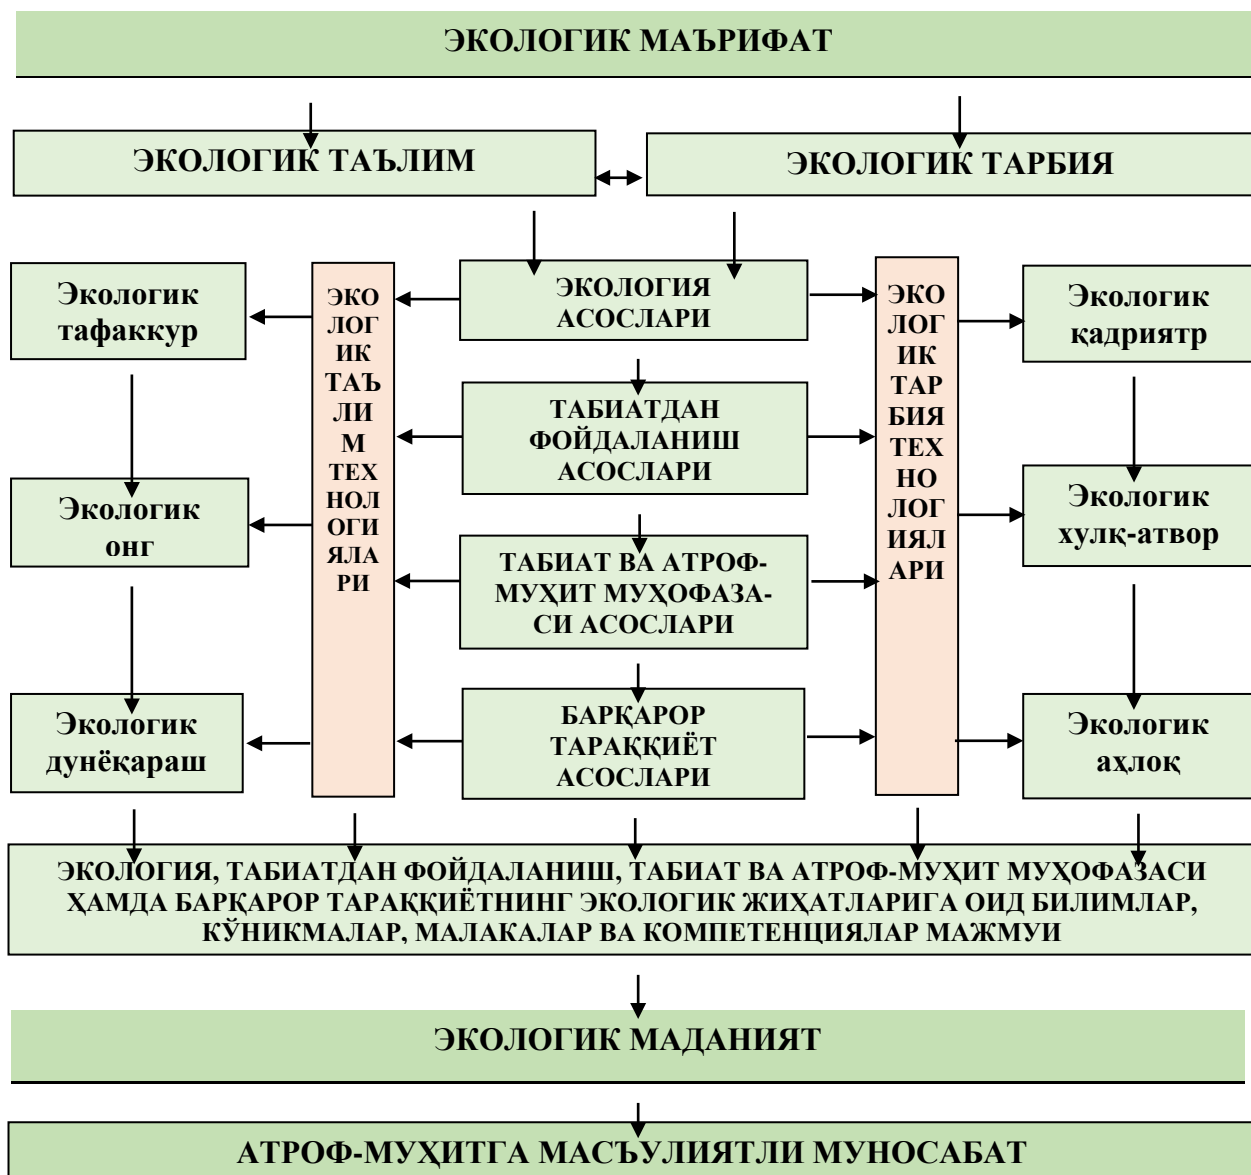 ЭКОЛОГИК МАЪРИФАТ
ЭКОЛОГИК ТАЪЛИМ
ЭКОЛОГИК ТАРБИЯ
Экологик
тафаккур
Экологик
онг
Экологик
дунёқараш
ЭКО
ЛОГ
ИК
ТАЪ
ЛИ
М
ТЕХ
НОЛ
ОГИ
ЯЛА
РИ
ЭКОЛОГИЯ
АСОСЛАРИ
ТАБИАТДАН
ФОЙДАЛАНИШ
АСОСЛАРИ
ТАБИАТ ВА АТРОФ-
МУҲИТ МУҲОФАЗА-
СИ АСОСЛАРИ
БАРҚАРОР
ТАРАҚҚИЁТ
АСОСЛАРИ
ЭКО
ЛОГ
ИК
ТАР
БИЯ
ТЕХ
НО
ЛОГ
ИЯЛ
АРИ
Экологик
қадриятр
Экологик
хулқ-атвор
Экологик
аҳлоқ
ЭКОЛОГИЯ, ТАБИАТДАН ФОЙДАЛАНИШ, ТАБИАТ ВА АТРОФ-МУҲИТ МУҲОФАЗАСИ
ҲАМДА БАРҚАРОР ТАРАҚҚИЁТНИНГ ЭКОЛОГИК ЖИҲАТЛАРИГА ОИД БИЛИМЛАР,
КЎНИКМАЛАР, МАЛАКАЛАР ВА КОМПЕТЕНЦИЯЛАР МАЖМУИ
ЭКОЛОГИК МАДАНИЯТ
АТРОФ-МУҲИТГА МАСЪУЛИЯТЛИ МУНОСАБАТ